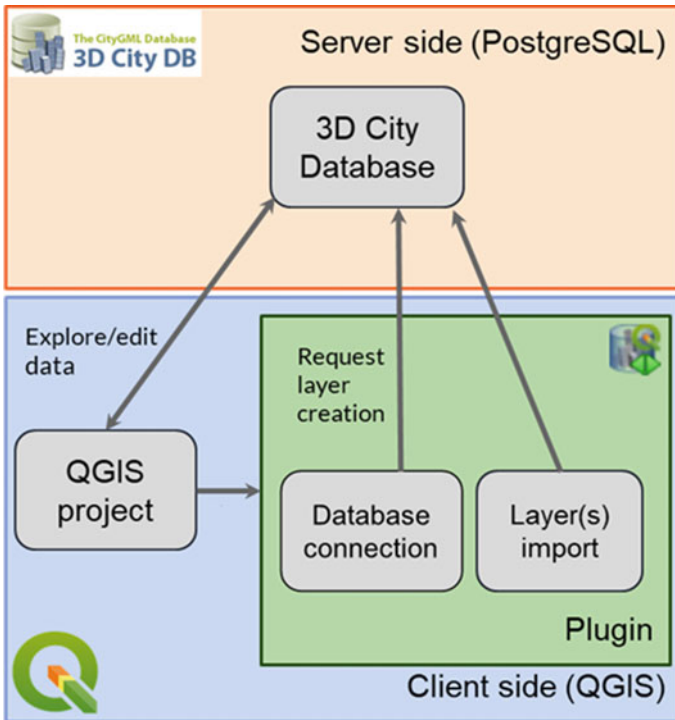 The CityGML Database
3D City DB
Server side (PostgreSQL)
3D City
Database
Explore/edit
data
Request
layer
creation
QGIS
project
Database
connection
Layer(s)
import
Plugin
Client side (QGIS)